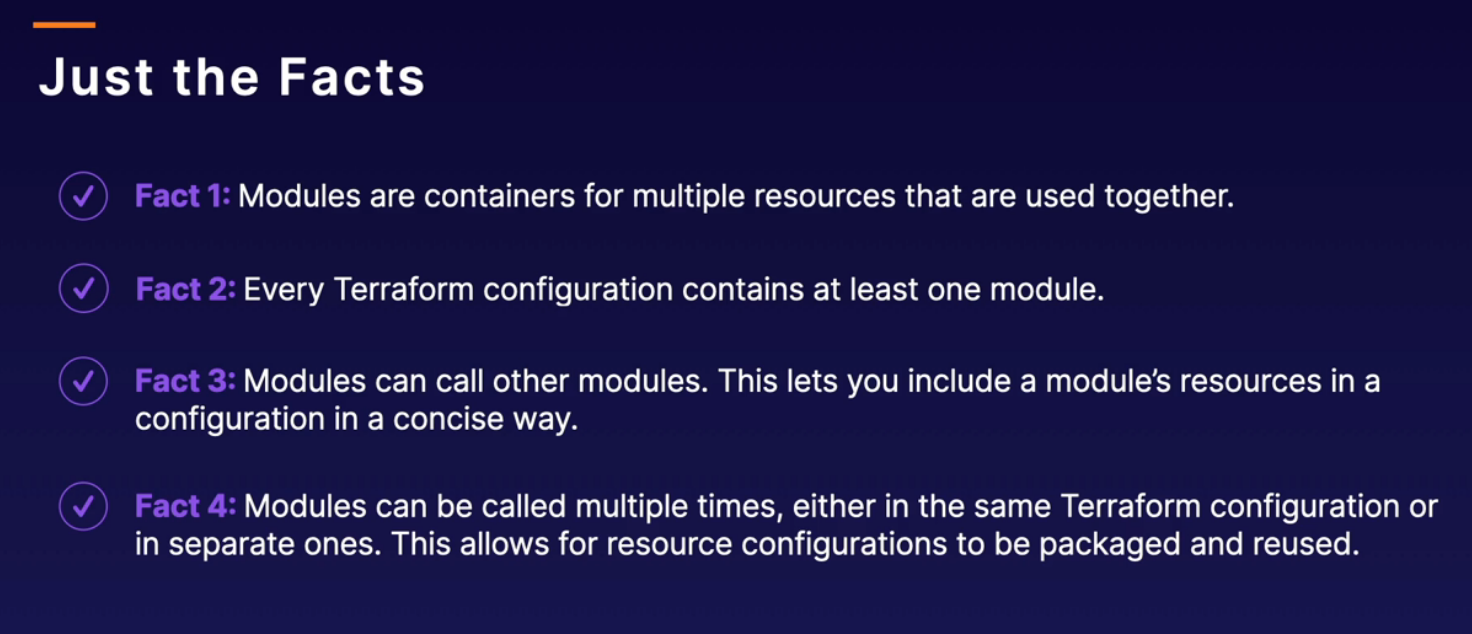 Just the Facts
Fact 1: Modules are containers for multiple resources that are used together.
Fact 2: Every Terraform configuration contains at least one module.
Fact 3: Modules can call other modules. This lets you include a module’s resources in a
configuration in a concise way.
Fact 4: Modules can be called multiple times, either in the same Terraform configuration or
in separate ones. This allows for resource configurations to be packaged and reused.